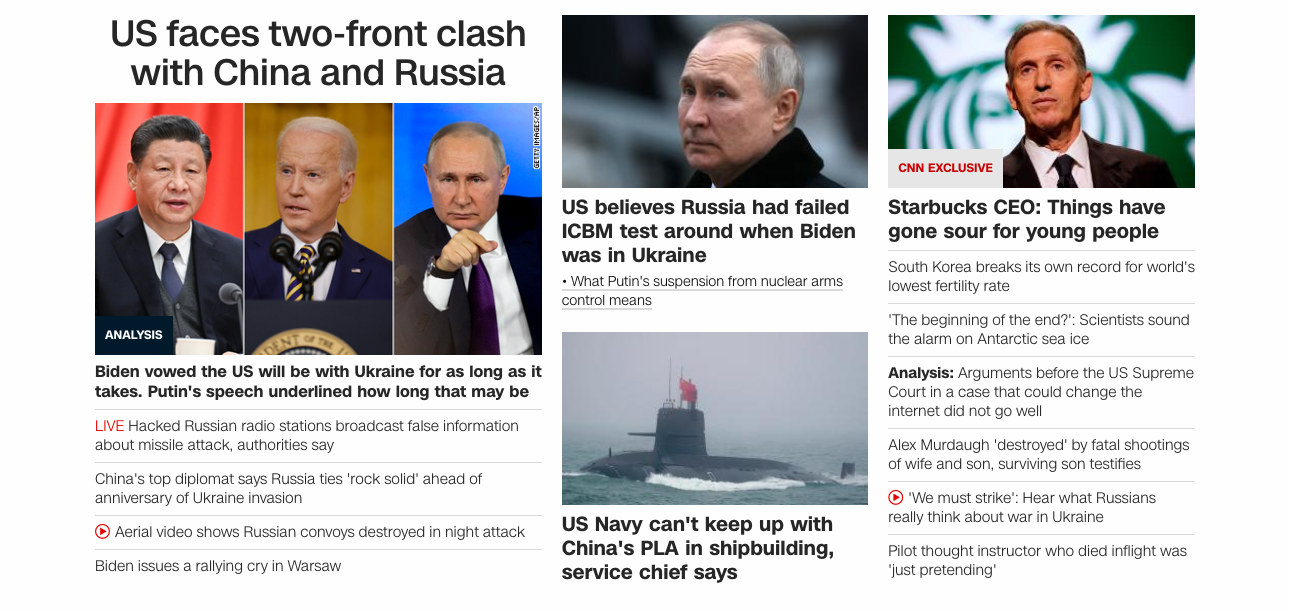 US faces two-front clash
with China and Russia
GETTY IMAGES/AP
ANALYSIS
Biden vowed the US will be with Ukraine for as long as it
takes. Putin's speech underlined how long that may be
LIVE Hacked Russian radio stations broadcast false information
about missile attack, authorities say
China's top diplomat says Russia ties 'rock solid' ahead of
anniversary of Ukraine invasion
Aerial video shows Russian convoys destroyed in night attack
Biden issues a rallying cry in Warsaw
US believes Russia had failed
ICBM test around when Biden
was in Ukraine
• What Putin's suspension from nuclear arms
control means
US Navy can't keep up with
China's PLA in shipbuilding,
service chief says
CNN EXCLUSIVE
Starbucks CEO: Things have
gone sour for young people
South Korea breaks its own record for world's
lowest fertility rate
'The beginning of the end?': Scientists sound
the alarm on Antarctic sea ice
Analysis: Arguments before the US Supreme
Court in a case that could change the
internet did not go well
Alex Murdaugh 'destroyed' by fatal shootings
of wife and son, surviving son testifies
'We must strike': Hear what Russians
really think about war in Ukraine
Pilot thought instructor who died inflight was
'just pretending'